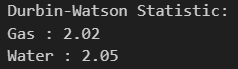 Durbin-Watson Statistic:
Gas : 2.02
Water : 2.05